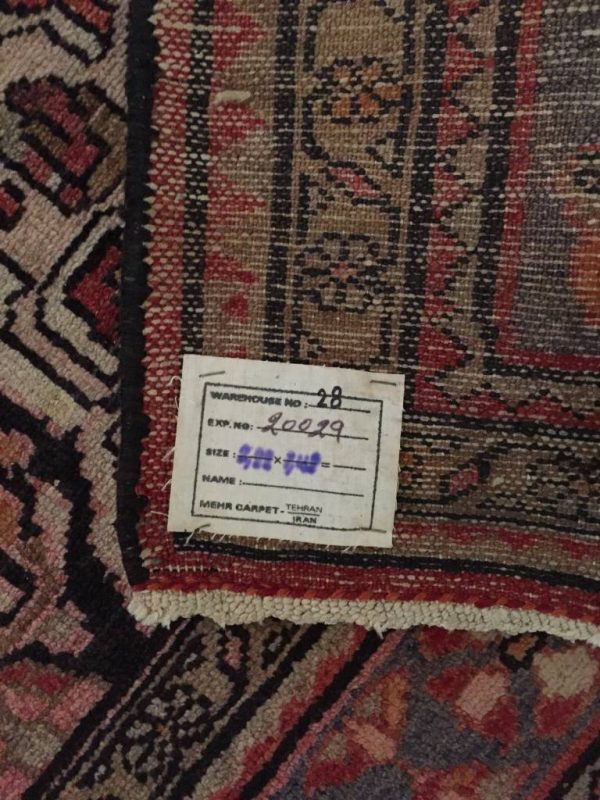 WAREHOUSE NO: 28
EXP. NO: 20029
SIZE : × =
NAME :
MEHR CARPET - TEHRAN
IRAN